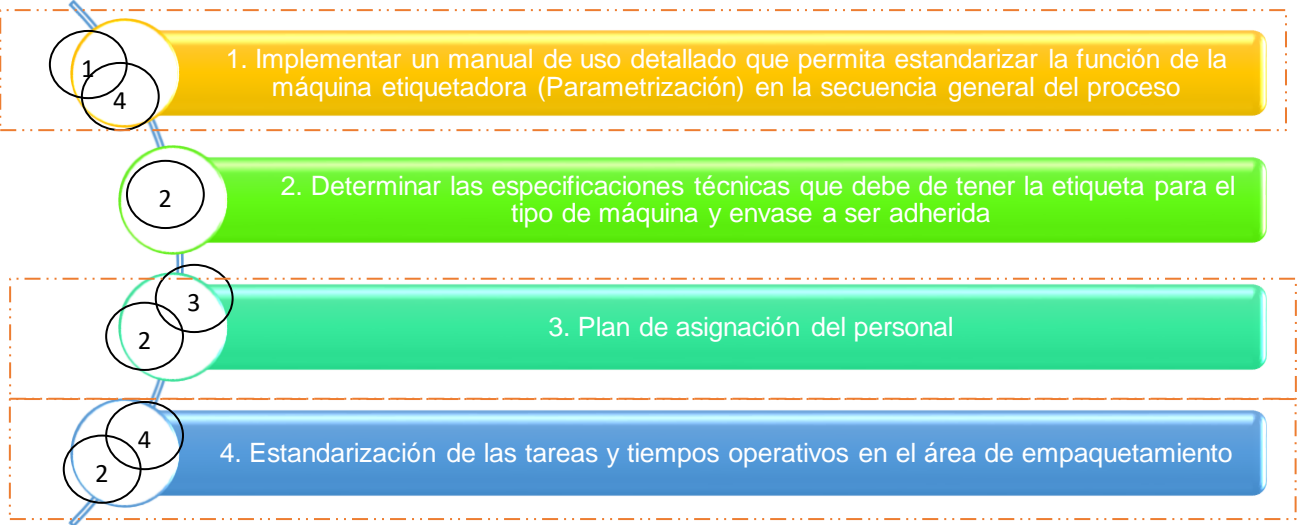 1
4
1. Implementar un manual de uso detallado que permita estandarizar la función de la
máquina etiquetadora (Parametrización) en la secuencia general del proceso
2
2. Determinar las especificaciones técnicas que debe de tener la etiqueta para el
tipo de máquina y envase a ser adherida
3
2
3. Plan de asignación del personal
4
2
4. Estandarización de las tareas y tiempos operativos en el área de empaquetamiento